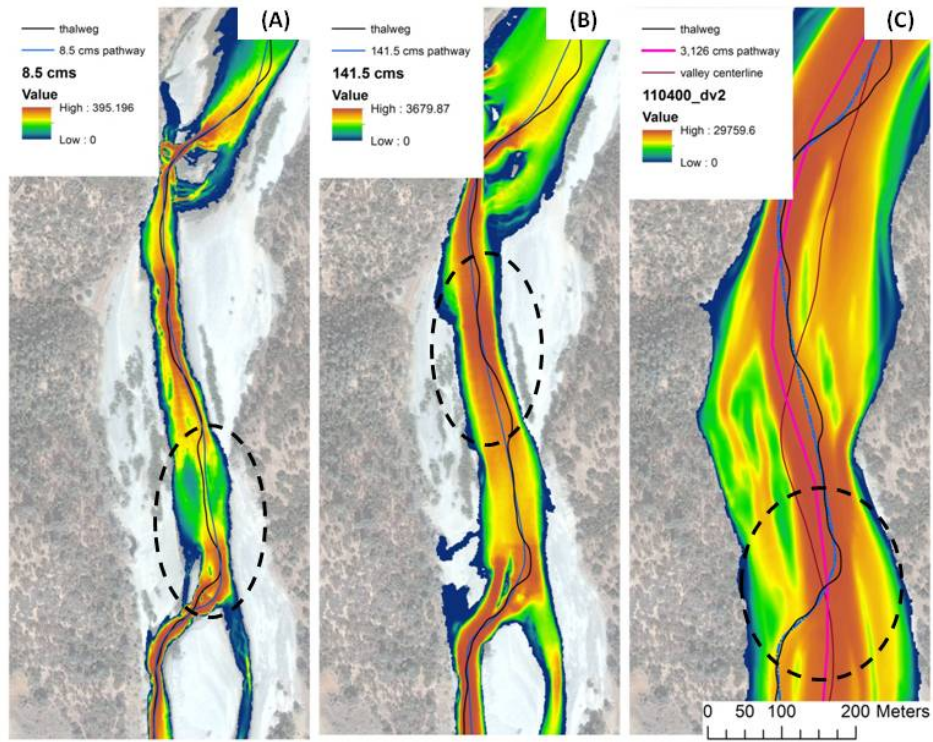 (A)
thalweg
8.5 cms pathway
8.5 cms
Value
High : 395.196
Low : 0
(B)
thalweg
141.5 cms pathway
141.5 cms
Value
High : 3679.87
Low : 0
(C)
thalweg
3,126 cms pathway
valley centerline
110400_dv2
Value
High : 29759.6
Low : 0
0 50 100 200 Meters